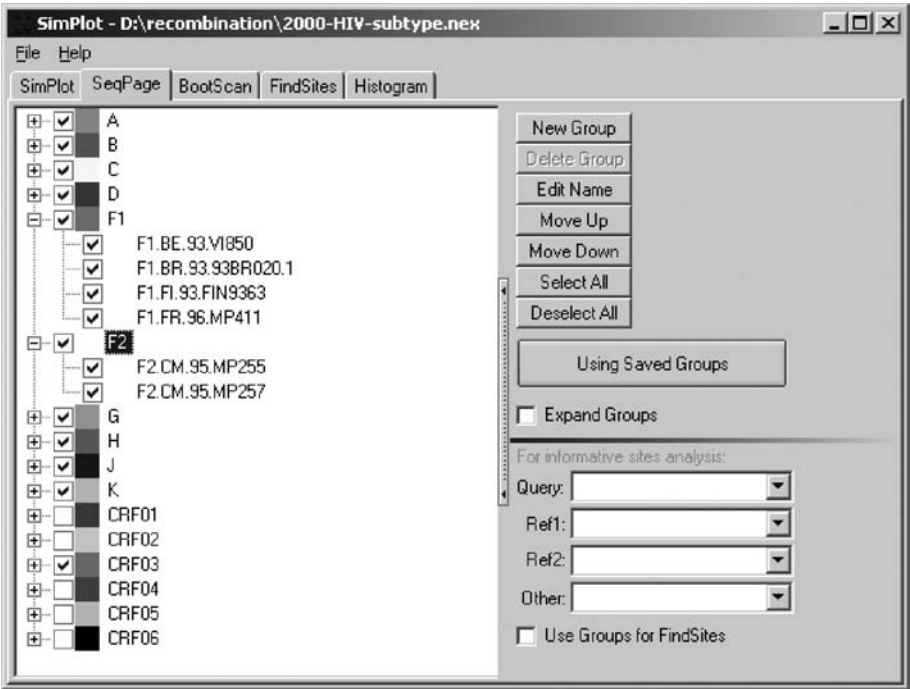 SimPlot - D:\recombination\2000-HIV-subtype.nex
File Help
SimPlot SeqPage BootScan FindSites Histogram
A
B
C
D
F1
F1.BE.93.VI850
F1.BR.93.93BR020.1
F1.FI.93.FIN9363
F1.FR.96.MP411
F2
F2.CM.95.MP255
F2.CM.95.MP257
G
H
J
K
CRF01
CRF02
CRF03
CRF04
CRF05
CRF06
New Group
Delete Group
Edit Name
Move Up
Move Down
Select All
Deselect All
Using Saved Groups
Expand Groups
For informative sites analysis:
Query:
Ref1:
Ref2:
Other:
Use Groups for FindSites